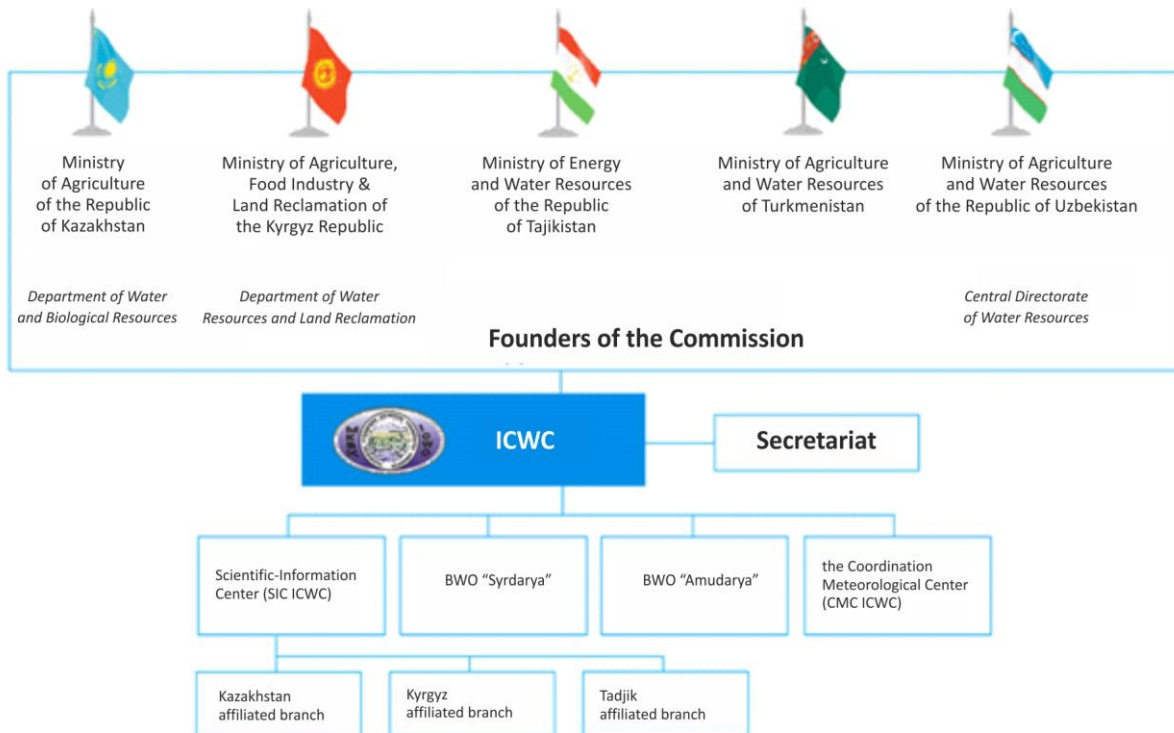 Ministry
of Agriculture
of the Republic
of Kazakhstan
Ministry of Agriculture,
Food Industry &
Land Reclamation of
the Kyrgyz Republic
Ministry of Energy
and Water Resources
of the Republic
of Tajikistan
Ministry of Agriculture
and Water Resources
of Turkmenistan
Ministry of Agriculture
and Water Resources
of the Republic of Uzbekistan
Department of Water
and Biological Resources
Department of Water
Resources and Land Reclamation
Central Directorate
of Water Resources
Founders of the Commission
ICWC
Secretariat
Scientific-Information
Center (SIC ICWC)
BWO “Syrdarya”
BWO “Amudarya”
the Coordination
Meteorological Center
(CMC ICWC)
Kazakhstan
affiliated branch
Kyrgyz
affiliated branch
Tadjik
affiliated branch